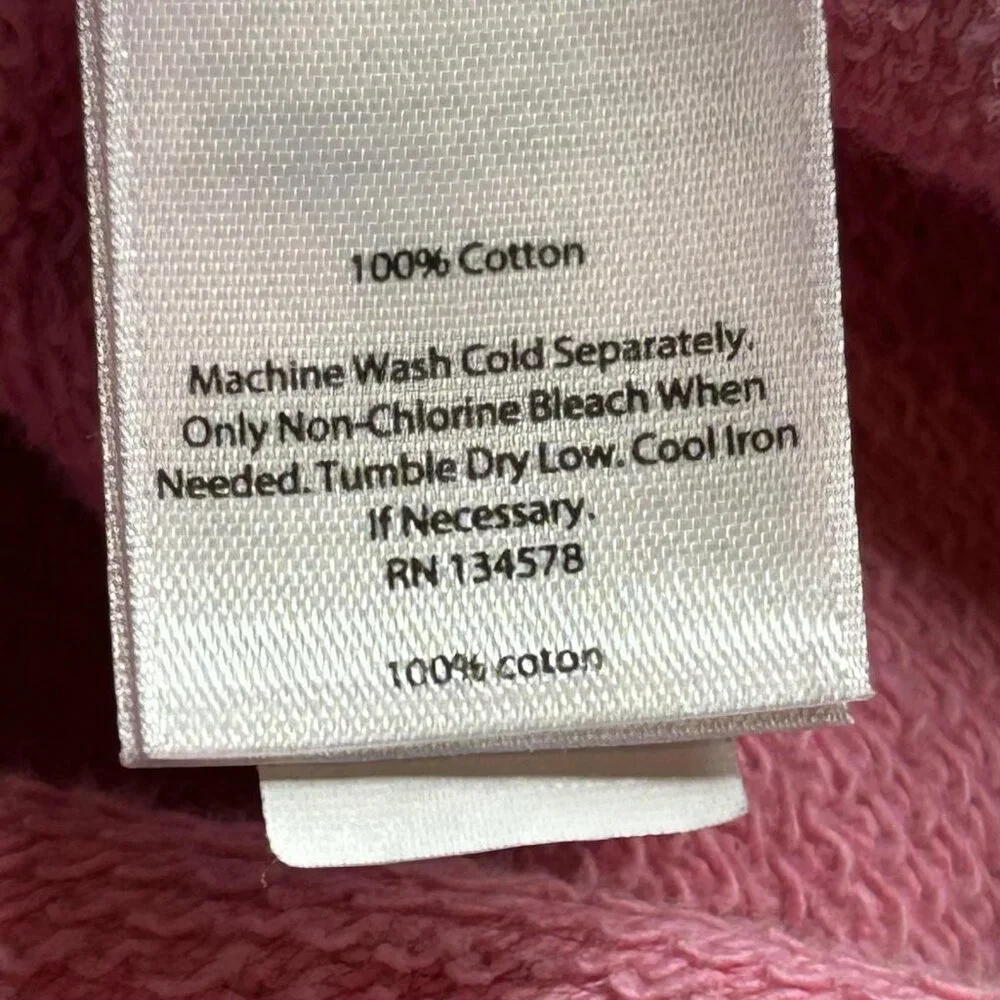 100% Cotton
Machine Wash Cold Separately.
Only Non-Chlorine Bleach When
Needed. Tumble Dry Low. Cool Iron
If Necessary.
RN 134578
100% coton